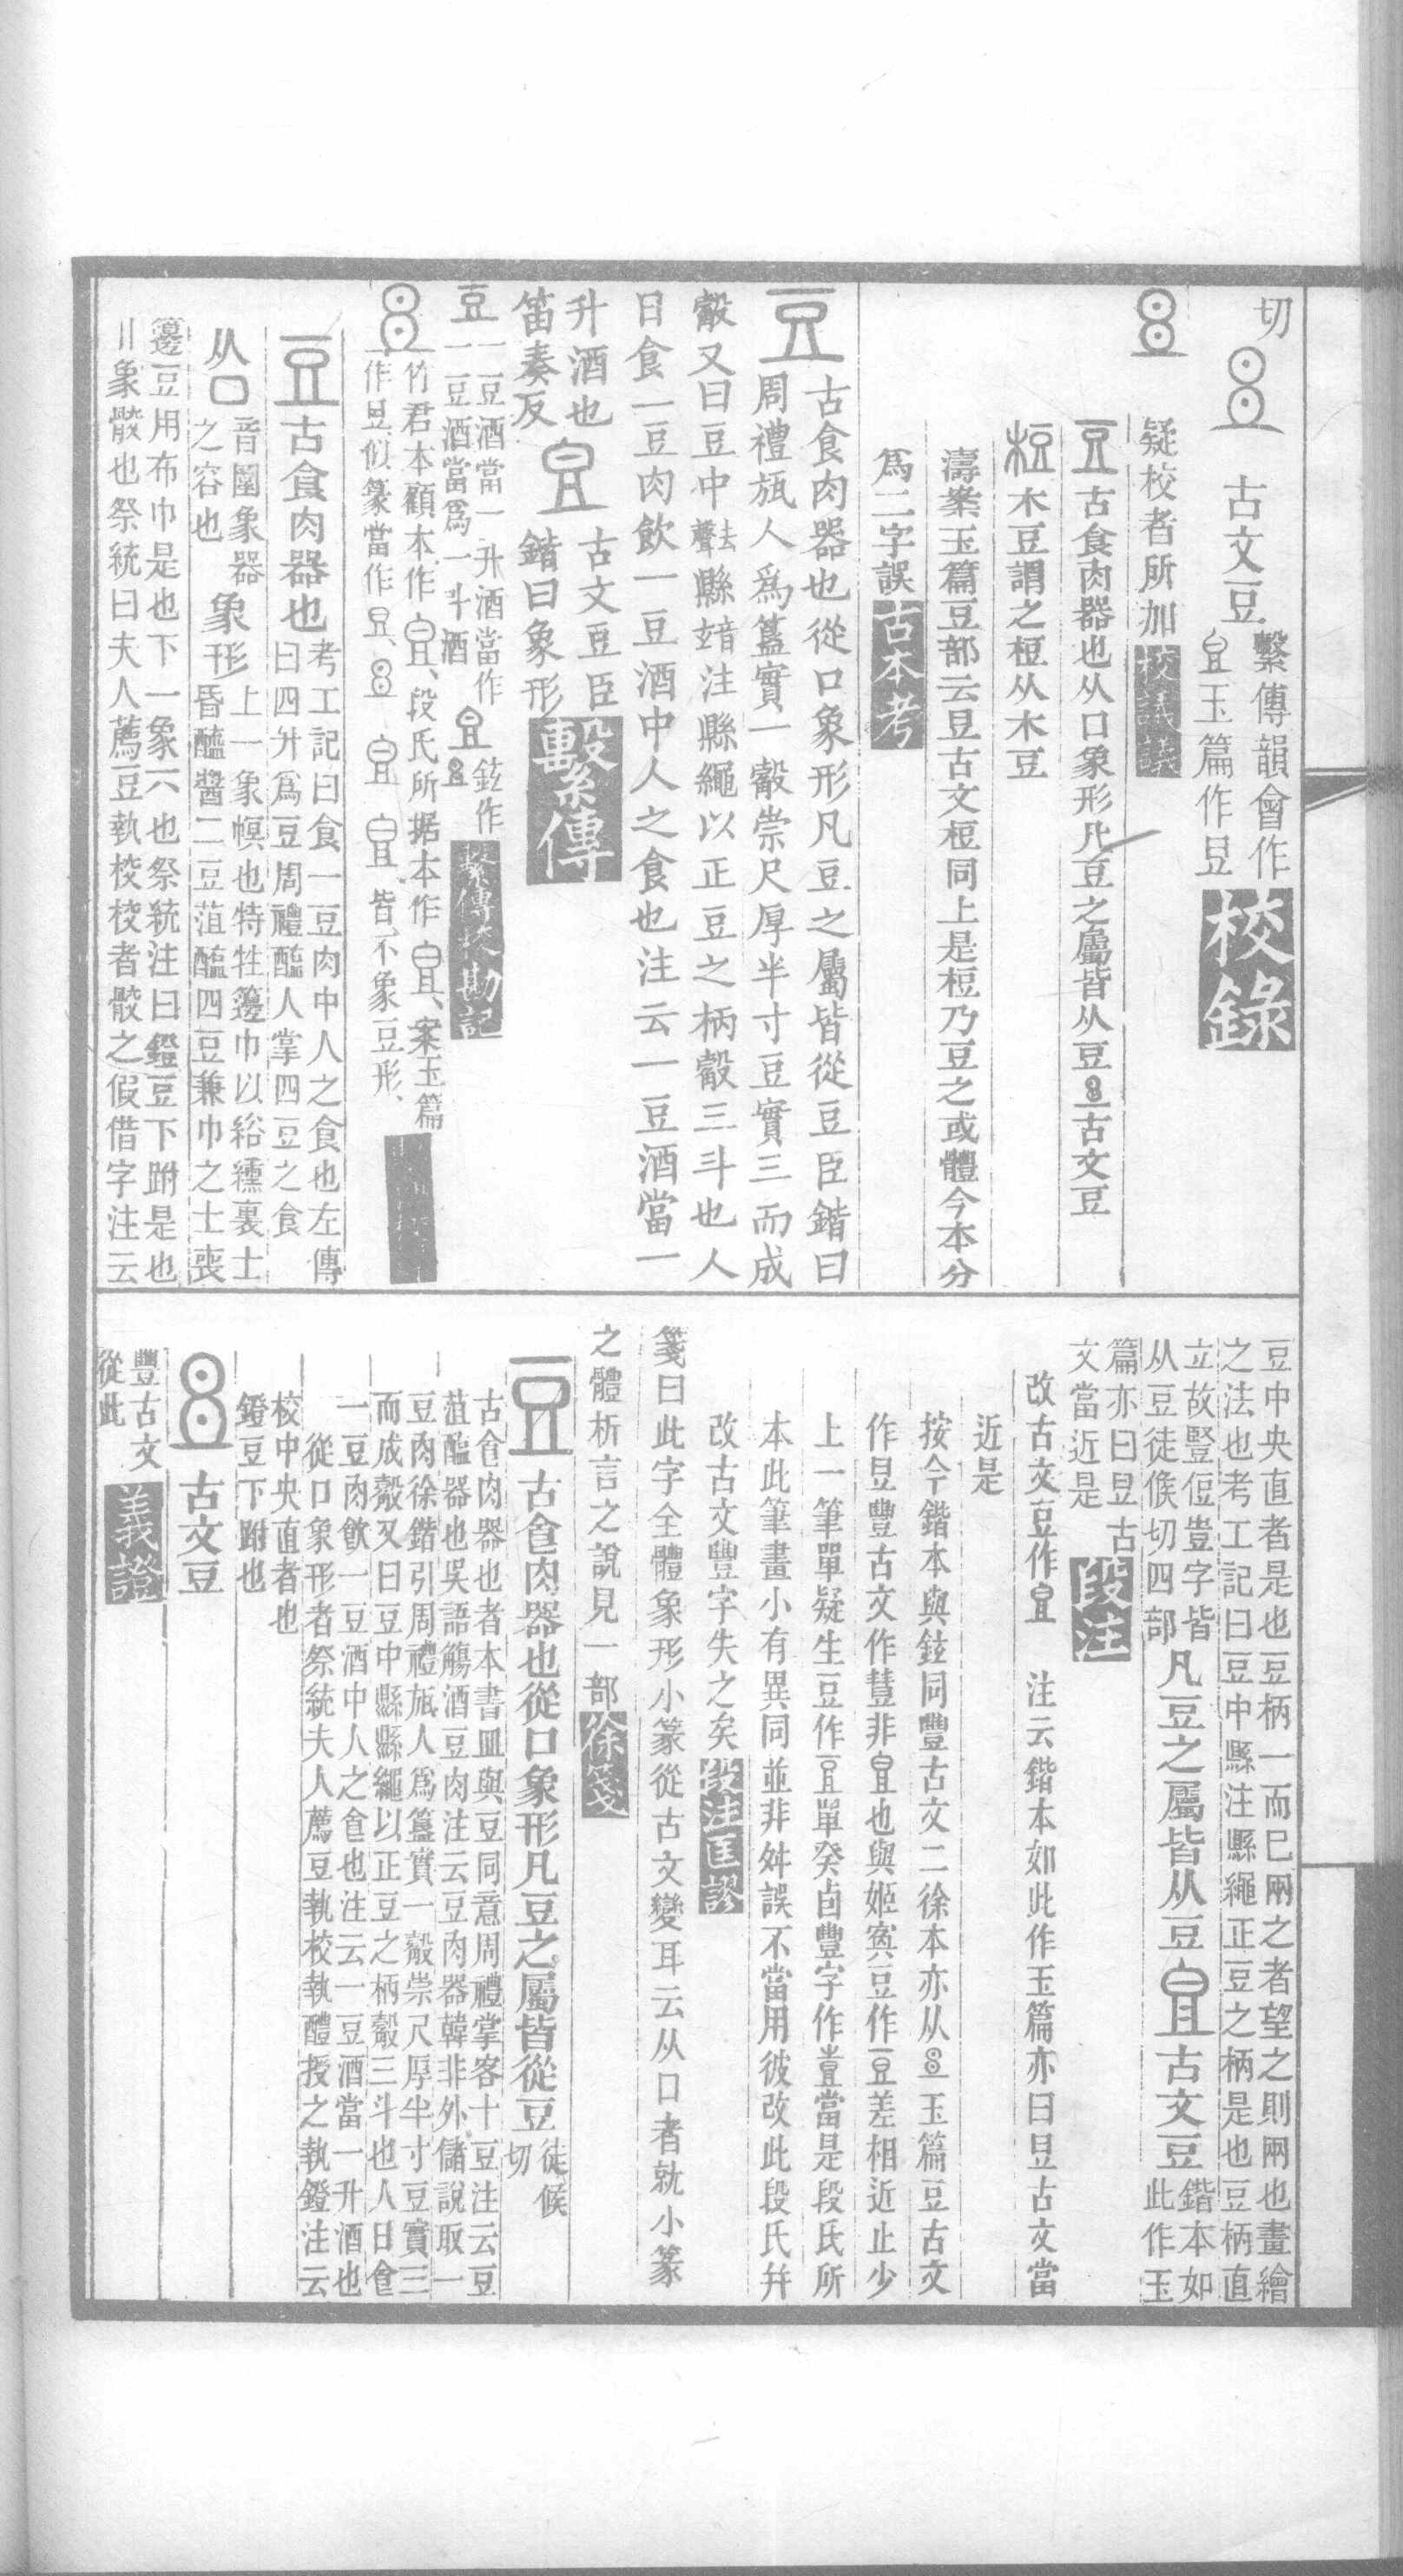 切
古文豆
繫傳韻會作
玉篇作𣅋
校錄
疑校者所加
校議議
豆古食肉器也从口象形凡豆之屬皆从豆 古文豆
梪木豆謂之梪从木豆
濤案玉篇豆部云𣅋古文梪同上是梪乃豆之或體今本分
爲二字誤
古本考
豆
古食肉器也從口象形凡豆之屬皆從豆臣鍇曰
周禮瓬人爲簋實一觳崇尺厚半寸豆實三而成
觳又曰豆中去聲縣㝔注縣繩以正豆之柄觳三斗也人
日食一豆肉飲一豆酒中人之食也注云一豆酒當一
升酒也
笛奏反
古文豆臣
鍇曰象形
繫傳
豆
一豆酒當一升酒當作
一豆酒當爲一斗酒
鉉作
繫傳校勘記
竹君本顧本作 段氏所据本作 案玉篇
作𣅋似篆當作 皆不象豆形
豆古食肉器也
考工記曰食一豆肉中人之食也左傳
曰四升爲豆周禮醢人掌四豆之食
从口
音圍象器
之容也
象形
上一象幎也特牲籩巾以綌纁裏士
昏醯醬二豆菹醢四豆兼巾之士喪
籩豆用布巾是也下一象丌也祭統注曰鐙豆下跗是也
〢象骹也祭統曰夫人薦豆執校校者骹之假借字注云
豆中央直者是也豆柄一而巳兩之者望之則兩也畫繪
之法也考工記曰豆中縣注縣繩正豆之柄是也豆柄直
立故豎侸豈字皆
从豆徒候切四部
凡豆之屬皆从豆
古文豆
鍇本如
此作玉
篇亦曰𣅋古
文當近是
段注
改古文豆作 注云鍇本如此作玉篇亦曰𣅋古文當
近是
按今鍇本與鉉同豐古文二徐本亦从 玉篇豆古文
作𣅋豐古文作 非 也與姬寏豆作 差相近止少
上一筆單疑生豆作 單癸卣豐字作 當是段氏所
本此筆畫小有異同並非舛誤不當用彼改此段氏幷
改古文豐字失之矣
段注匡謬
箋曰此字全體象形小篆從古文變耳云从口者就小篆
之體析言之說見一部
徐箋
豆古食肉器也從口象形凡豆之屬皆從豆
徒候
切
古食肉器也者本書皿與豆同意周禮掌客十豆注云豆
菹醢器也吳語觴酒豆肉注云豆肉器韓非外儲說取一
豆肉徐鍇引周禮瓬人爲簋實一觳崇尺厚半寸豆實三
而成觳又曰豆中縣縣繩以正豆之柄觳三斗也人日食
一豆肉飲一豆酒中人之食也注云一豆酒當一升酒也
從口象形者祭統夫人薦豆執校執醴授之執鐙注云
校中央直者也
鐙豆下跗也
古文豆
豐古文
從此
義證